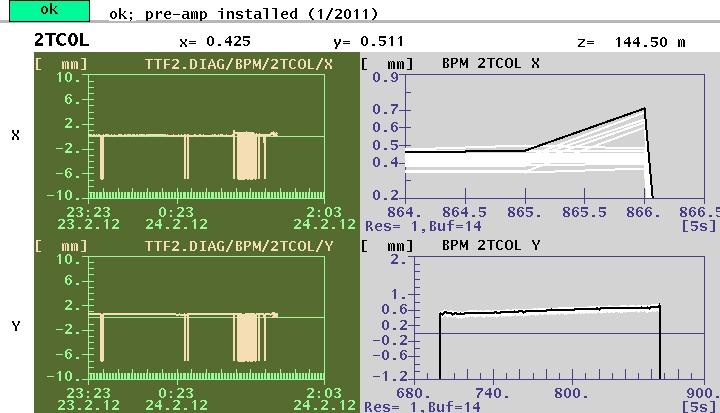 ok ok; pre-amp installed (1/2011)
2TCOL x= 0.425 y= 0.511 z= 144.50 m
[ mm] TTF2.DIAG/BPM/2TCOL/X
10.
6.
2.
-2.
-6.
-10.
X
23:23 0:23 2:03
23.2.12 24.2.12 24.2.12
[ mm] BPM 2TCOL X
0.9
0.7
0.5
0.4
0.2
864. 864.5 865. 865.5 866. 866.5
Res= 1,Buf=14 [5s]
[ mm] TTF2.DIAG/BPM/2TCOL/Y
10.
6.
2.
-2.
-6.
-10.
Y
23:23 0:23 2:03
23.2.12 24.2.12 24.2.12
[ mm] BPM 2TCOL Y
2.
1.
0.6
0.2
-0.2
-0.6
-1.2
680. 740. 800. 900.
Res= 1,Buf=14 [5s]